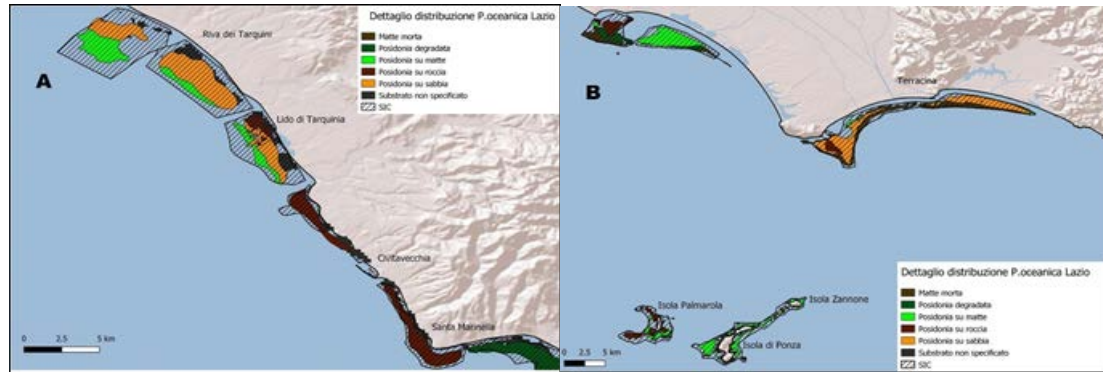 A
Riva dei Tarquini
Lido di Tarquinia
Civitavecchia
Santa Marinella
Dettaglio distribuzione P.oceanica Lazio
Matte morta
Posidonia degradata
Posidonia su matte
Posidonia su roccia
Posidonia su sabbia
Substrato non specificato
SIC
0 2.5 5 km
B
Terracina
Isola Palmarola
Isola Zannone
Isola di Ponza
Dettaglio distribuzione P.oceanica Lazio
Matte morta
Posidonia degradata
Posidonia su matte
Posidonia su roccia
Posidonia su sabbia
Substrato non specificato
SIC
0 2.5 5 km